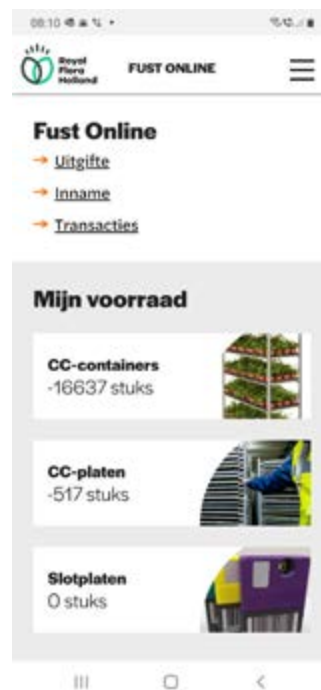 08:10
Royal
Flora
Holland
FUST ONLINE
Fust Online
→ Uitgifte
→ Inname
→ Transacties
Mijn voorraad
CC-containers
-16637 stuks
CC-platen
-517 stuks
Slotplaten
0 stuks